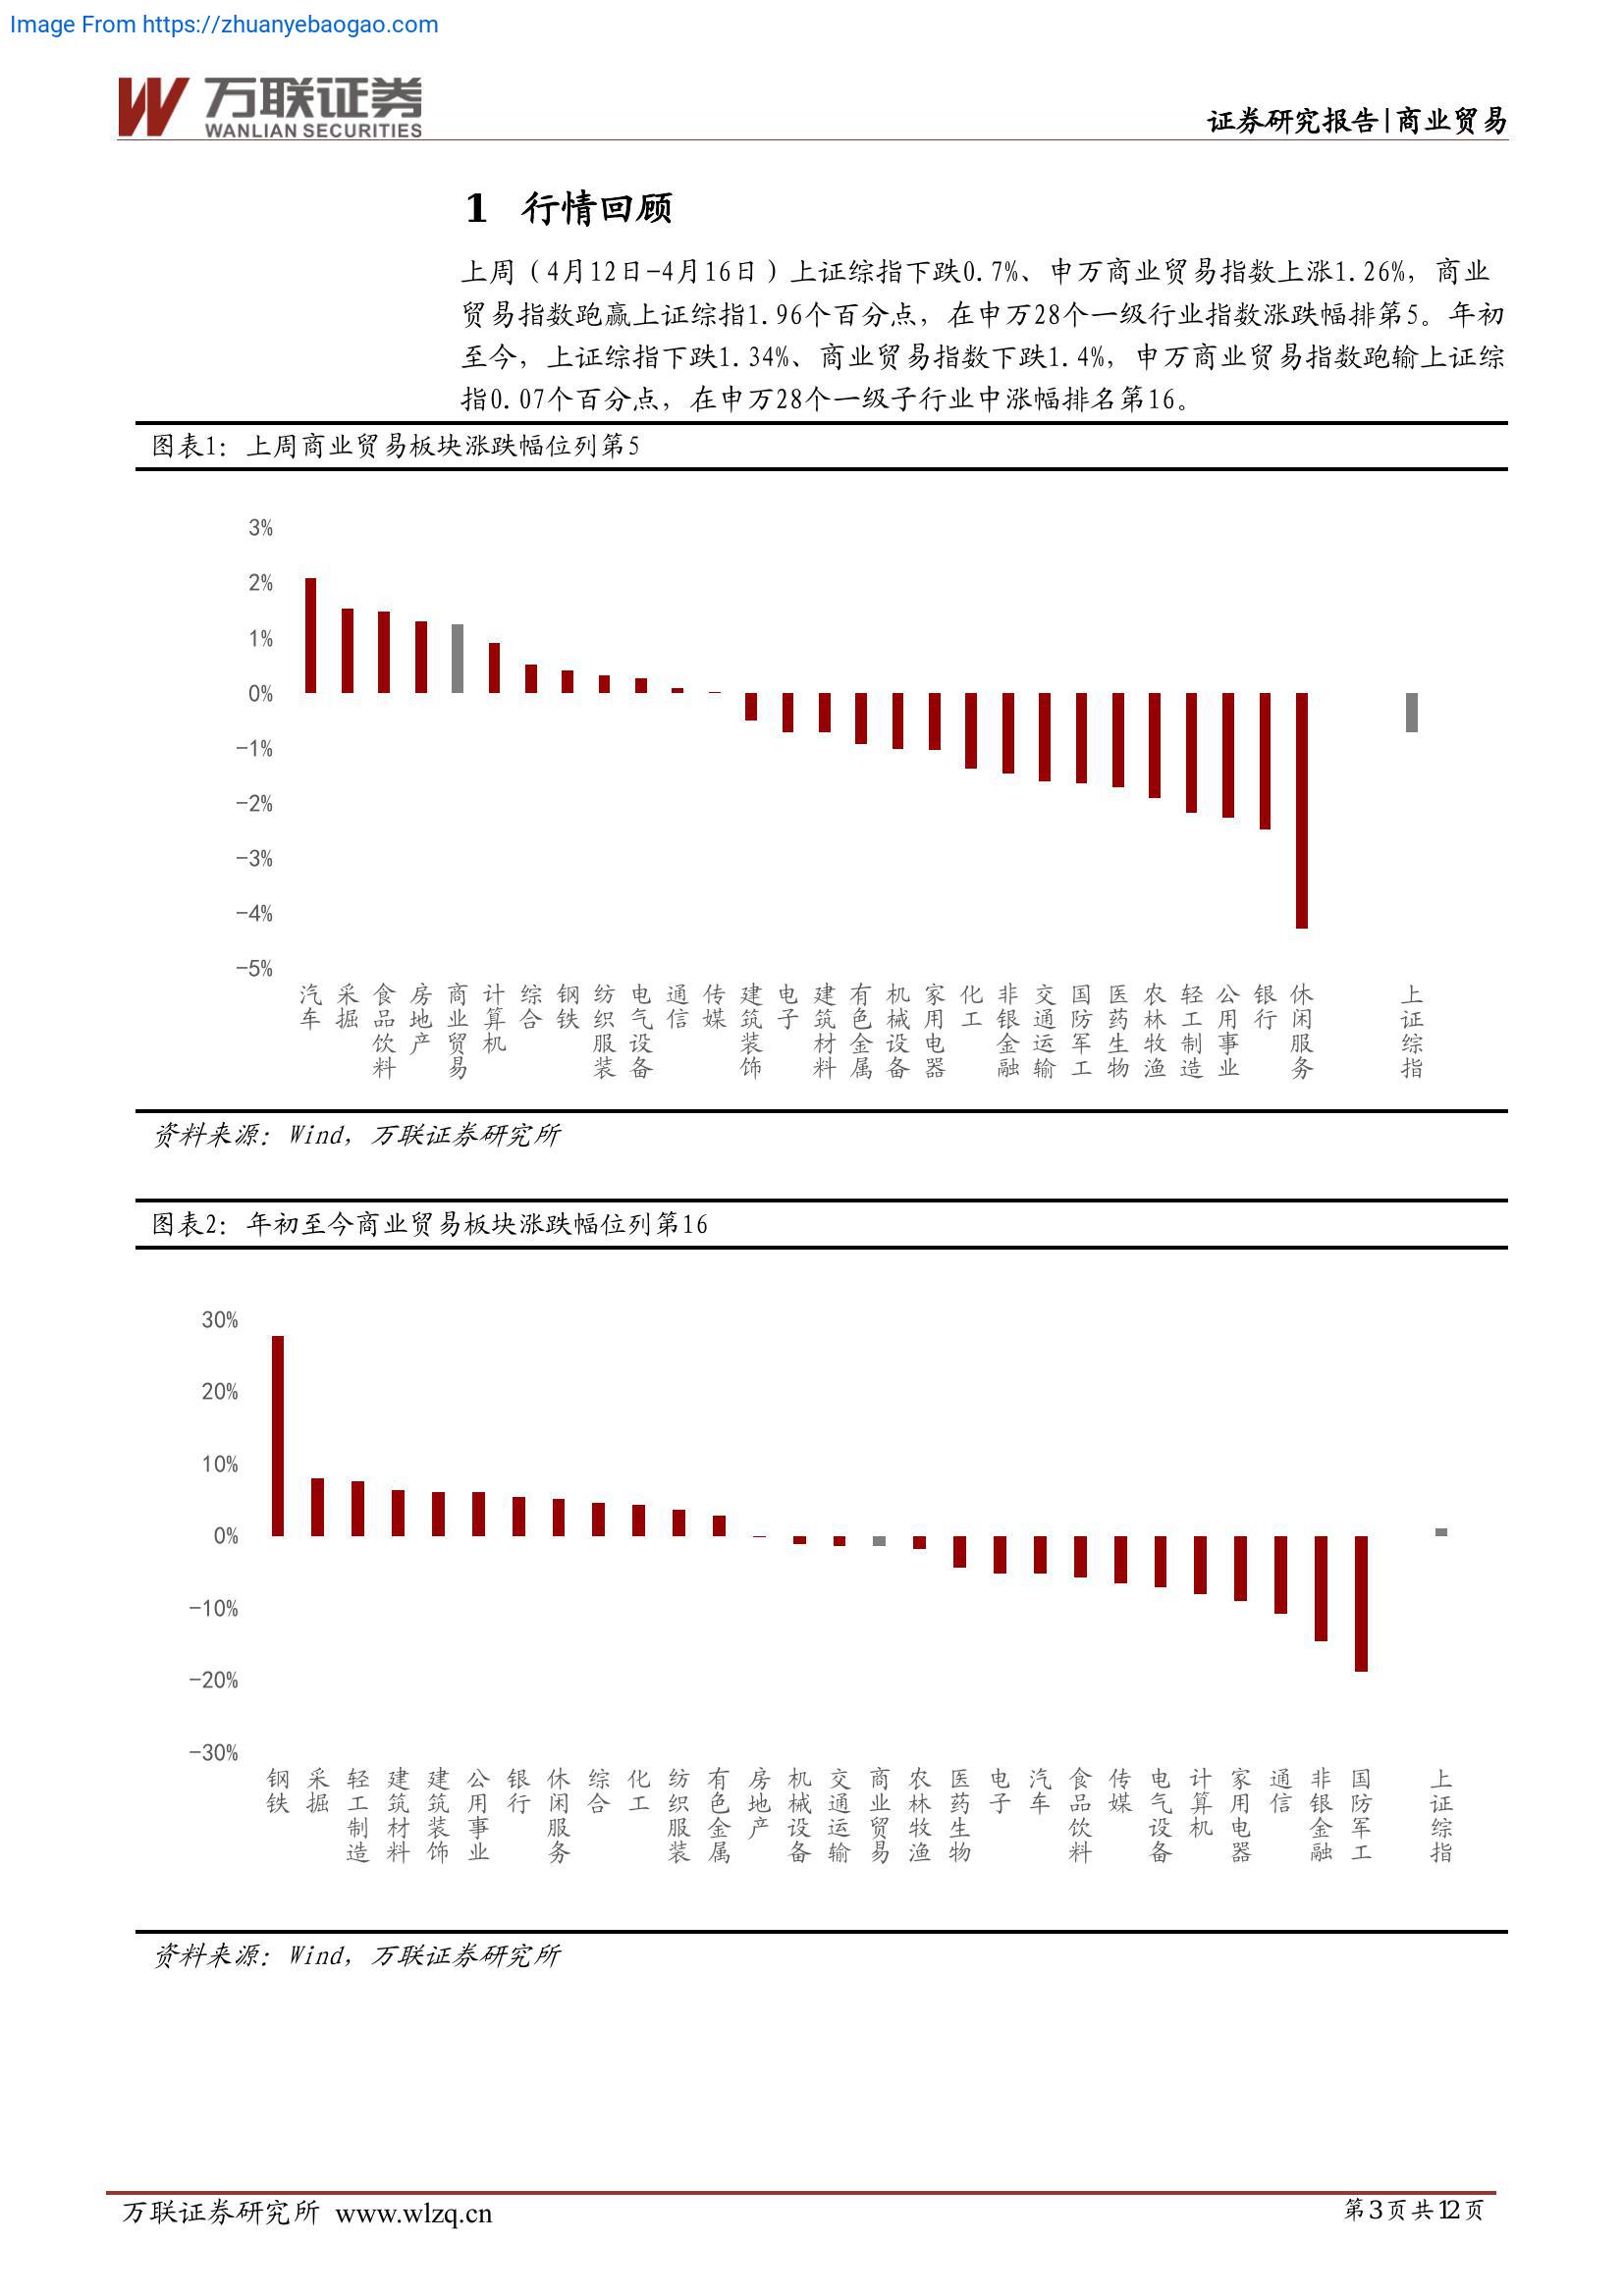 Image From https://zhuanyebaogao.com
万联证券
WANLIAN SECURITIES
证券研究报告|商业贸易
1 行情回顾
上周（4月12日-4月16日）上证综指下跌0.7%、申万商业贸易指数上涨1.26%，商业
贸易指数跑赢上证综指1.96个百分点，在申万28个一级行业指数涨跌幅排第5。年初
至今，上证综指下跌1.34%、商业贸易指数下跌1.4%，申万商业贸易指数跑输上证综
指0.07个百分点，在申万28个一级子行业中涨幅排名第16。
图表1：上周商业贸易板块涨跌幅位列第5
3%
2%
1%
0%
-1%
-2%
-3%
-4%
-5%
汽车 采掘 食品饮料 房地产 商业贸易 计算机 综合 钢铁 纺织服装 电气设备 通信 传媒 建筑装饰 电子 建筑材料 有色金属 机械设备 家用电器 化工 非银金融 交通运输 国防军工 医药生物 农林牧渔 轻工制造 公用事业 银行 休闲服务 上证综指
资料来源：Wind，万联证券研究所
图表2：年初至今商业贸易板块涨跌幅位列第16
30%
20%
10%
0%
-10%
-20%
-30%
钢铁 采掘 轻工制造 建筑材料 建筑装饰 公用事业 银行 休闲服务 综合 化工 纺织服装 有色金属 房地产 机械设备 交通运输 商业贸易 农林牧渔 医药生物 电子 汽车 食品饮料 传媒 电气设备 计算机 家用电器 通信 非银金融 国防军工 上证综指
资料来源：Wind，万联证券研究所
万联证券研究所 www.wlzq.cn
第3页共12页